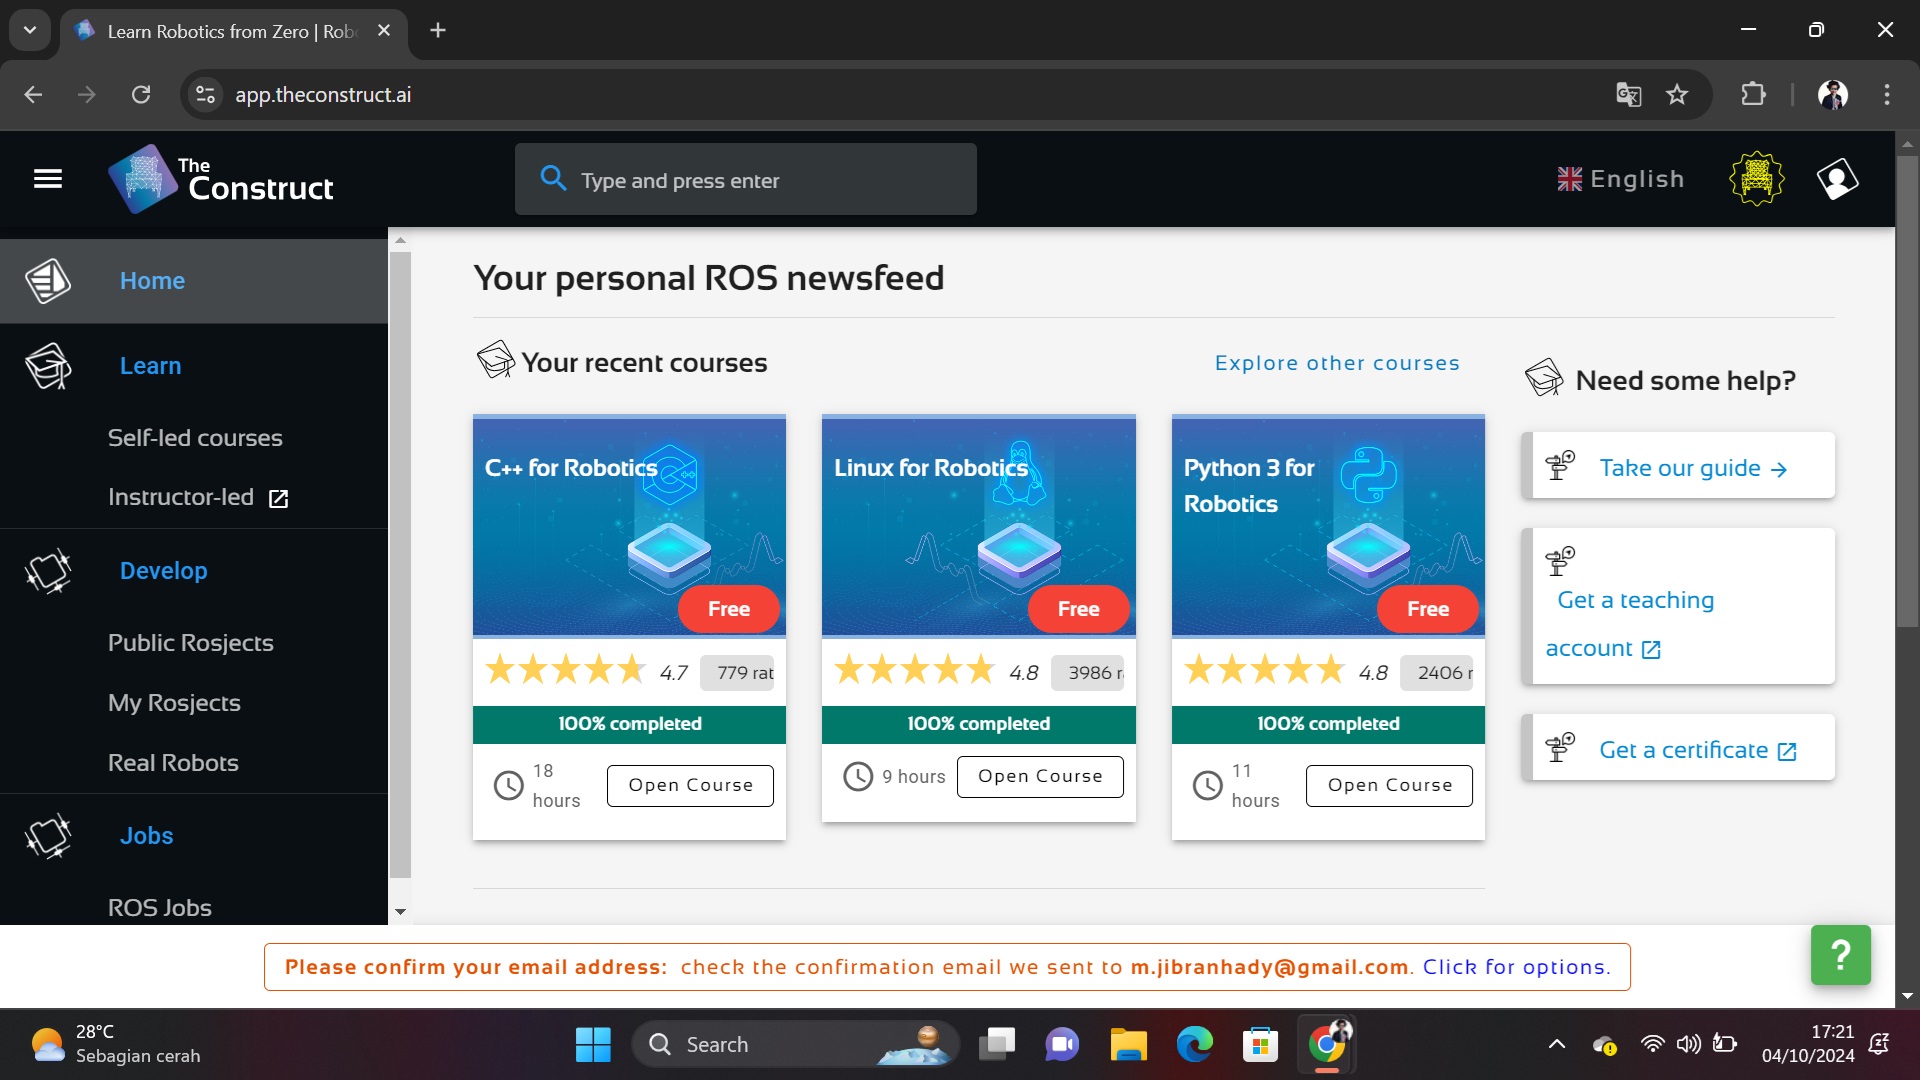 Learn Robotics from Zero | Rob
app.theconstruct.ai
The
Construct
Type and press enter
English
Home
Learn
Self-led courses
Instructor-led
Develop
Public Rosjects
My Rosjects
Real Robots
Jobs
ROS Jobs
Your personal ROS newsfeed
Your recent courses
Explore other courses
C++ for Robotics
Free
4.7
779 rat
100% completed
18
hours
Open Course
Linux for Robotics
Free
4.8
3986 r
100% completed
9 hours
Open Course
Python 3 for
Robotics
Free
4.8
2406 r
100% completed
11
hours
Open Course
Need some help?
Take our guide →
Get a teaching
account
Get a certificate
Please confirm your email address: check the confirmation email we sent to m.jibranhady@gmail.com. Click for options.
?
28°C
Sebagian cerah
Search
17:21
04/10/2024